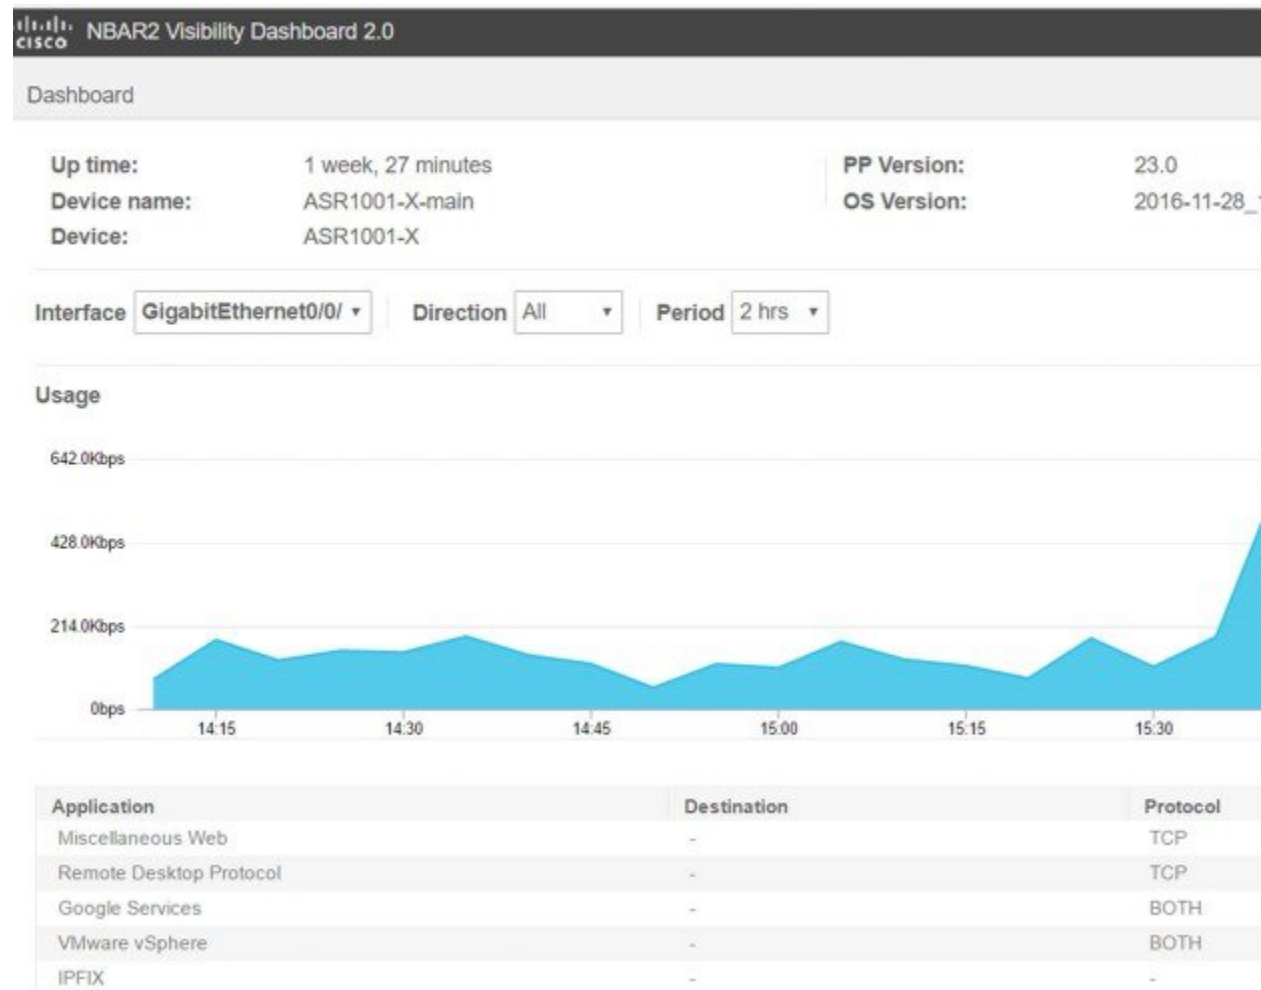 cisco NBAR2 Visibility Dashboard 2.0
Dashboard
Up time: 1 week, 27 minutes PP Version: 23.0
Device name: ASR1001-X-main OS Version: 2016-11-28_
Device: ASR1001-X
Interface GigabitEthernet0/0/ Direction All Period 2 hrs
Usage
642.0Kbps
428.0Kbps
214.0Kbps
0bps
14:15 14:30 14:45 15:00 15:15 15:30
Application Destination Protocol
Miscellaneous Web - TCP
Remote Desktop Protocol - TCP
Google Services - BOTH
VMware vSphere - BOTH
IPFIX - -